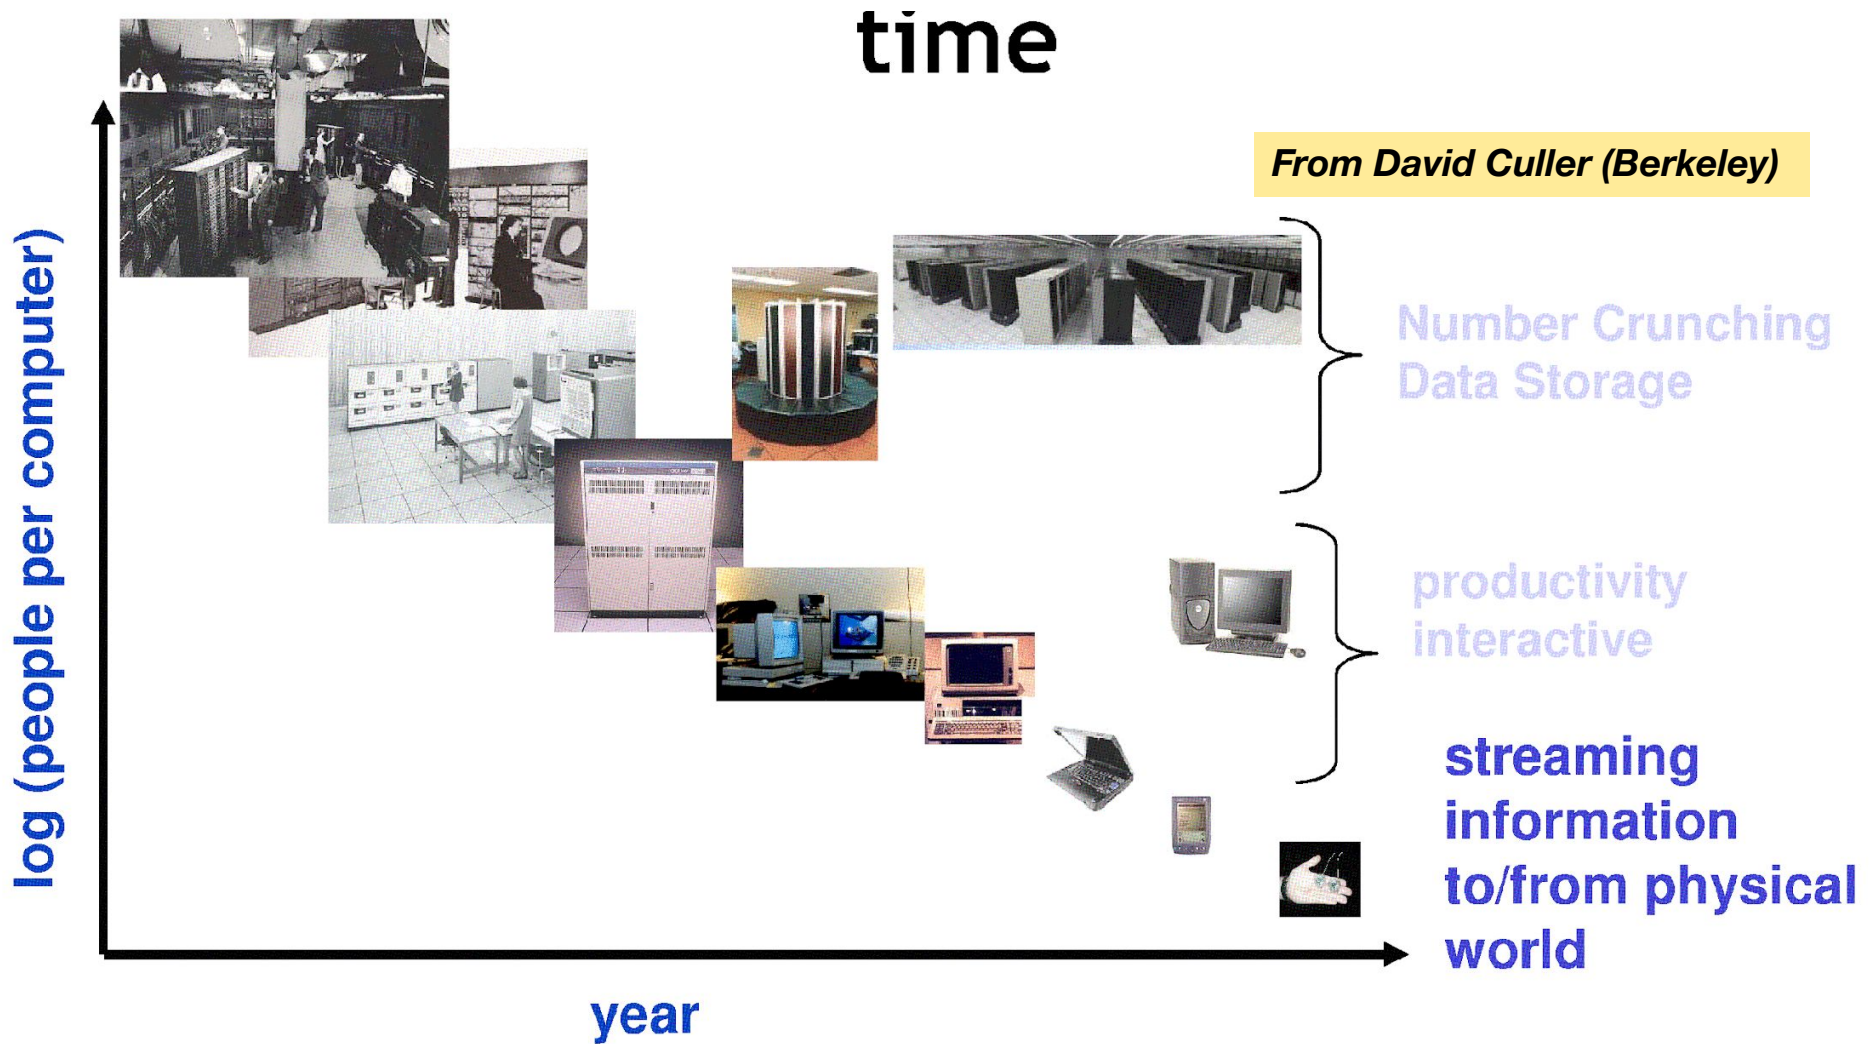 time
From David Culler (Berkeley)
log (people per computer)
Number Crunching
Data Storage
productivity
interactive
streaming
information
to/from physical
world
year